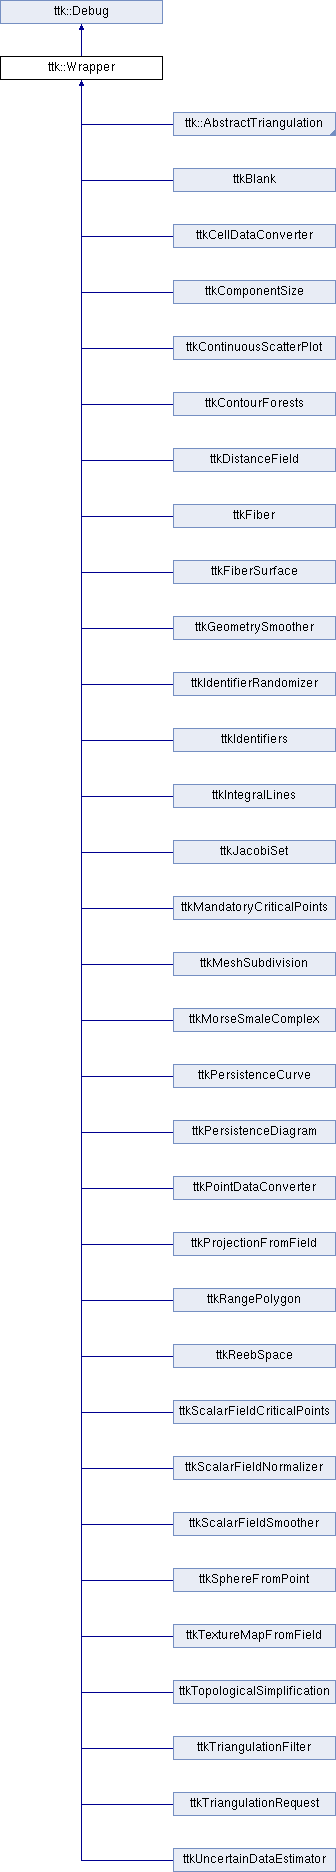 ttk::Debug
ttk::Wrapper
ttk::AbstractTriangulation
ttkBlank
ttkCellDataConverter
ttkComponentSize
ttkContinuousScatterPlot
ttkContourForests
ttkDistanceField
ttkFiber
ttkFiberSurface
ttkGeometrySmoother
ttkIdentifierRandomizer
ttkIdentifiers
ttkIntegralLines
ttkJacobiSet
ttkMandatoryCriticalPoints
ttkMeshSubdivision
ttkMorseSmaleComplex
ttkPersistenceCurve
ttkPersistenceDiagram
ttkPointDataConverter
ttkProjectionFromField
ttkRangePolygon
ttkReebSpace
ttkScalarFieldCriticalPoints
ttkScalarFieldNormalizer
ttkScalarFieldSmoother
ttkSphereFromPoint
ttkTextureMapFromField
ttkTopologicalSimplification
ttkTriangulationFilter
ttkTriangulationRequest
ttkUncertainDataEstimator